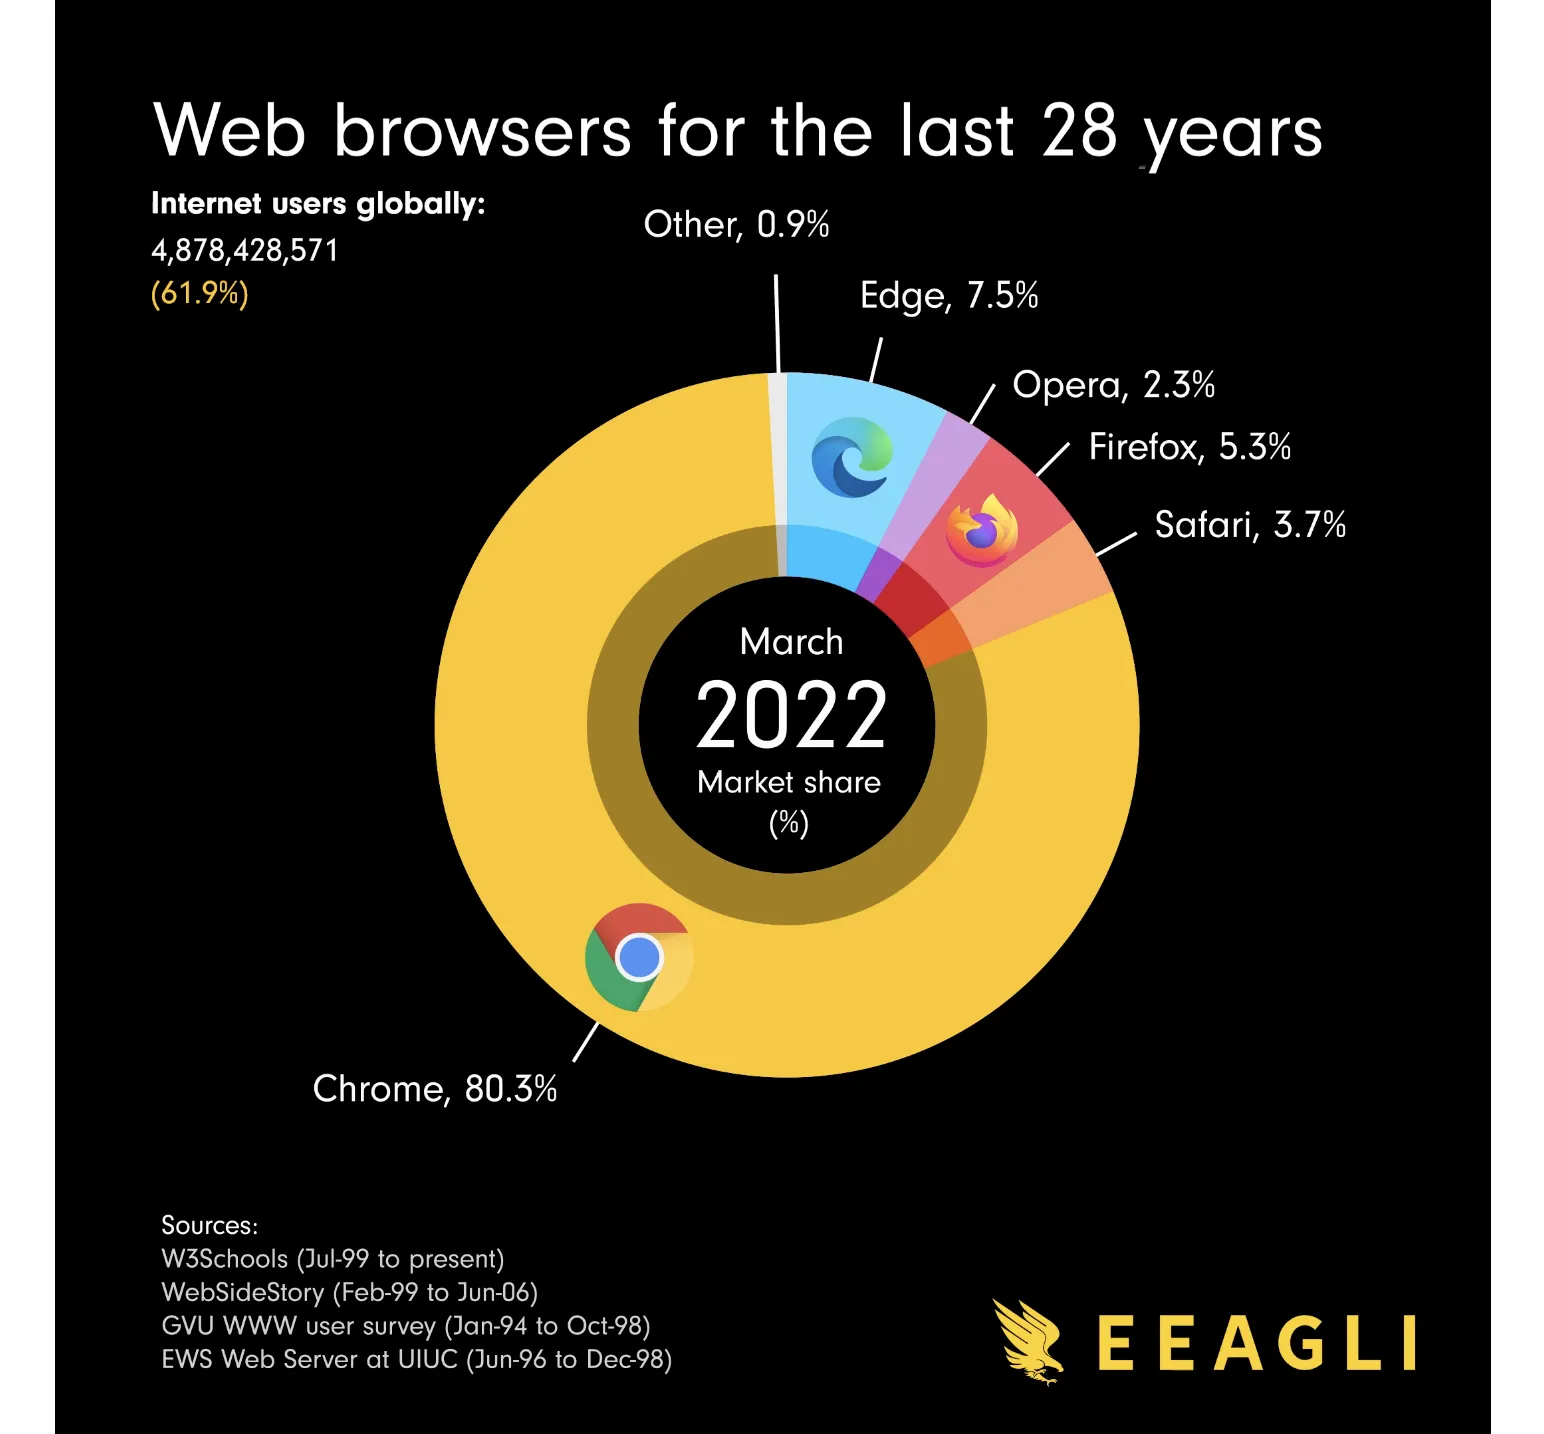 Web browsers for the last 28 years
Internet users globally:
4,878,428,571
(61.9%)
Other, 0.9%
Edge, 7.5%
Opera, 2.3%
Firefox, 5.3%
Safari, 3.7%
March
2022
Market share
(%)
Chrome, 80.3%
Sources:
W3Schools (Jul-99 to present)
WebSideStory (Feb-99 to Jun-06)
GVU WWW user survey (Jan-94 to Oct-98)
EWS Web Server at UIUC (Jun-96 to Dec-98)
EEAGLI